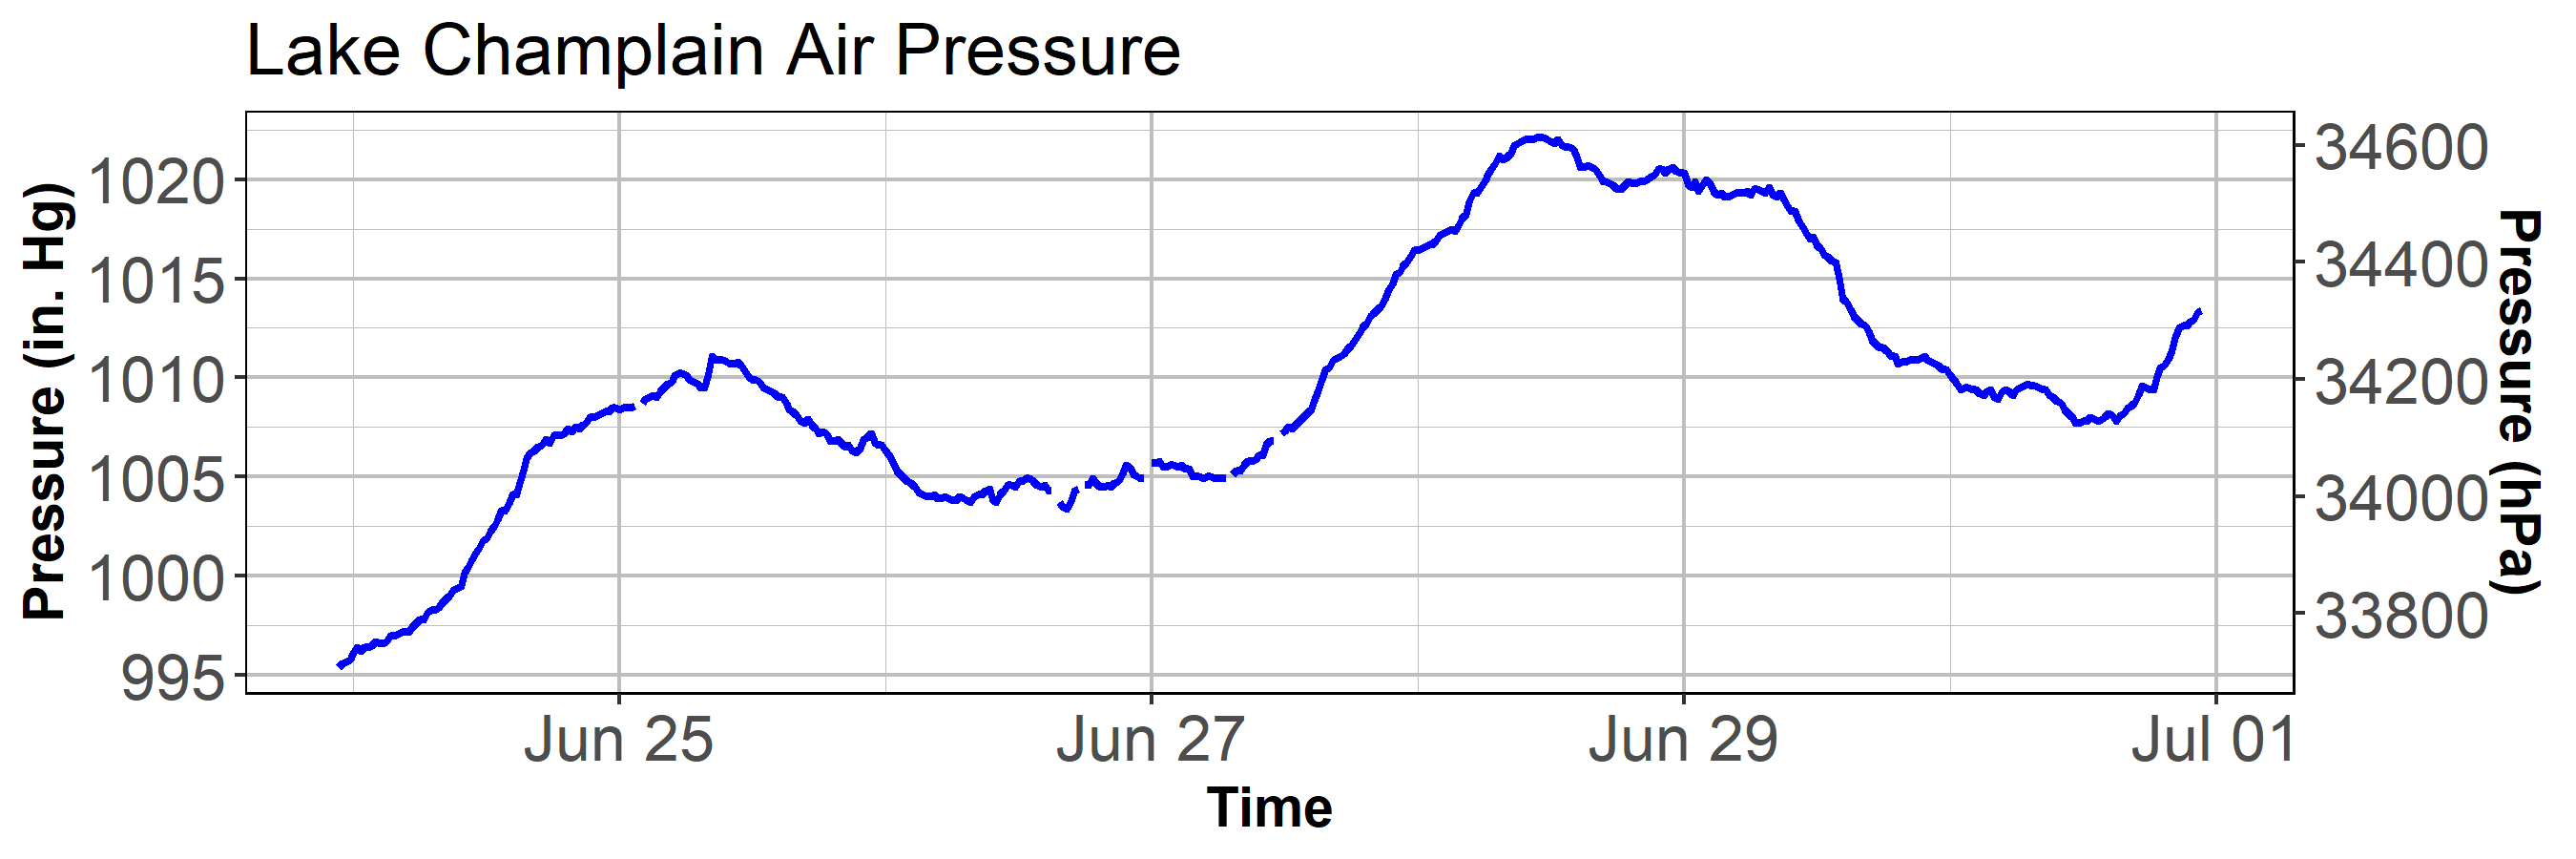 Lake Champlain Air Pressure
Pressure (in. Hg)
1020
1015
1010
1005
1000
995
34600
34400
34200
34000
33800
Pressure (hPa)
Jun 25
Jun 27
Jun 29
Jul 01
Time